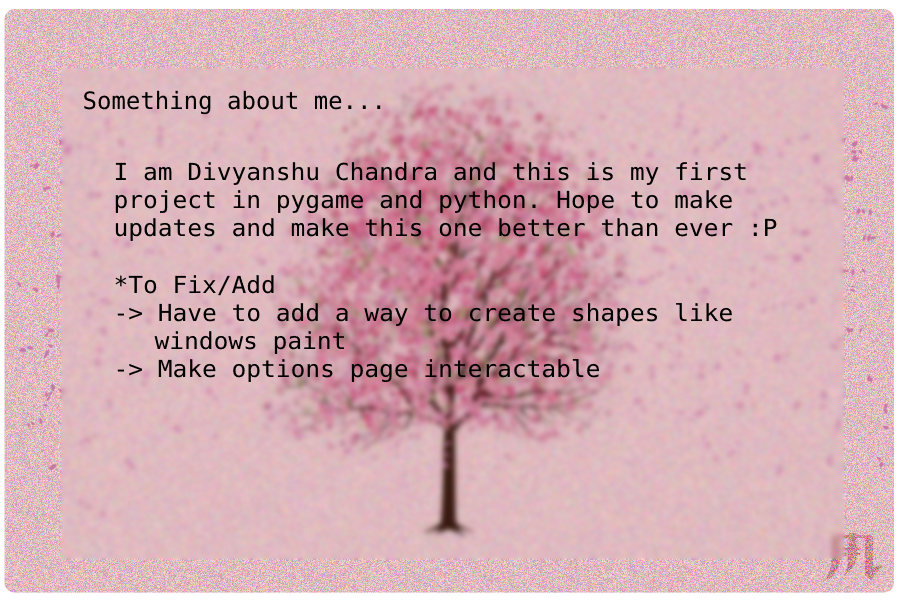 Something about me...
I am Divyanshu Chandra and this is my first
project in pygame and python. Hope to make
updates and make this one better than ever :P
*To Fix/Add
-> Have to add a way to create shapes like
windows paint
-> Make options page interactable